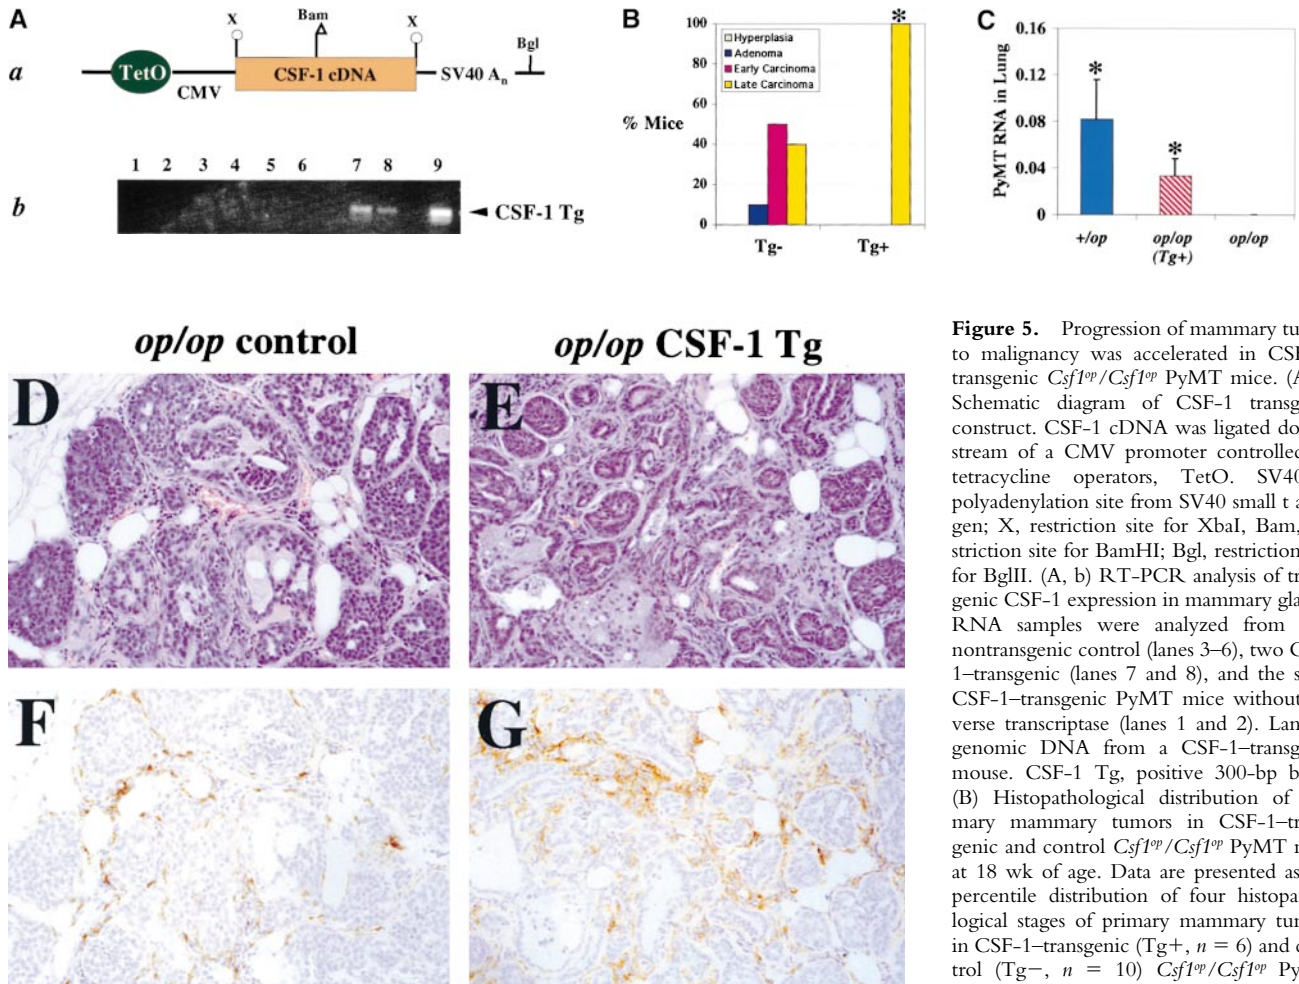 A
a
X
Bam
X
Bgl
TetO
CMV
CSF-1 cDNA
SV40 An
b
1 2 3 4 5 6 7 8 9
CSF-1 Tg
B
% Mice
100
80
60
40
20
0
Hyperplasia
Adenoma
Early Carcinoma
Late Carcinoma
*
Tg-
Tg+
C
PyMT RNA in Lung
0.16
0.12
0.08
0.04
0
*
*
+/op
op/op
(Tg+)
op/op
op/op control
op/op CSF-1 Tg
D
E
F
G
Figure 5. Progression of mammary tu
to malignancy was accelerated in CSF
transgenic Csf1op/Csf1op PyMT mice. (A
Schematic diagram of CSF-1 transg
construct. CSF-1 cDNA was ligated do
stream of a CMV promoter controlled
tetracycline operators, TetO. SV40
polyadenylation site from SV40 small t a
gen; X, restriction site for XbaI, Bam,
striction site for BamHI; Bgl, restriction
for BglII. (A, b) RT-PCR analysis of tr
genic CSF-1 expression in mammary gla
RNA samples were analyzed from
nontransgenic control (lanes 3–6), two C
1–transgenic (lanes 7 and 8), and the s
CSF-1–transgenic PyMT mice without
verse transcriptase (lanes 1 and 2). Lan
genomic DNA from a CSF-1–transg
mouse. CSF-1 Tg, positive 300-bp b
(B) Histopathological distribution of
mary mammary tumors in CSF-1–tr
genic and control Csf1op/Csf1op PyMT m
at 18 wk of age. Data are presented as
percentile distribution of four histopa
logical stages of primary mammary tum
in CSF-1–transgenic (Tg+, n = 6) and c
trol (Tg−, n = 10) Csf1op/Csf1op Py